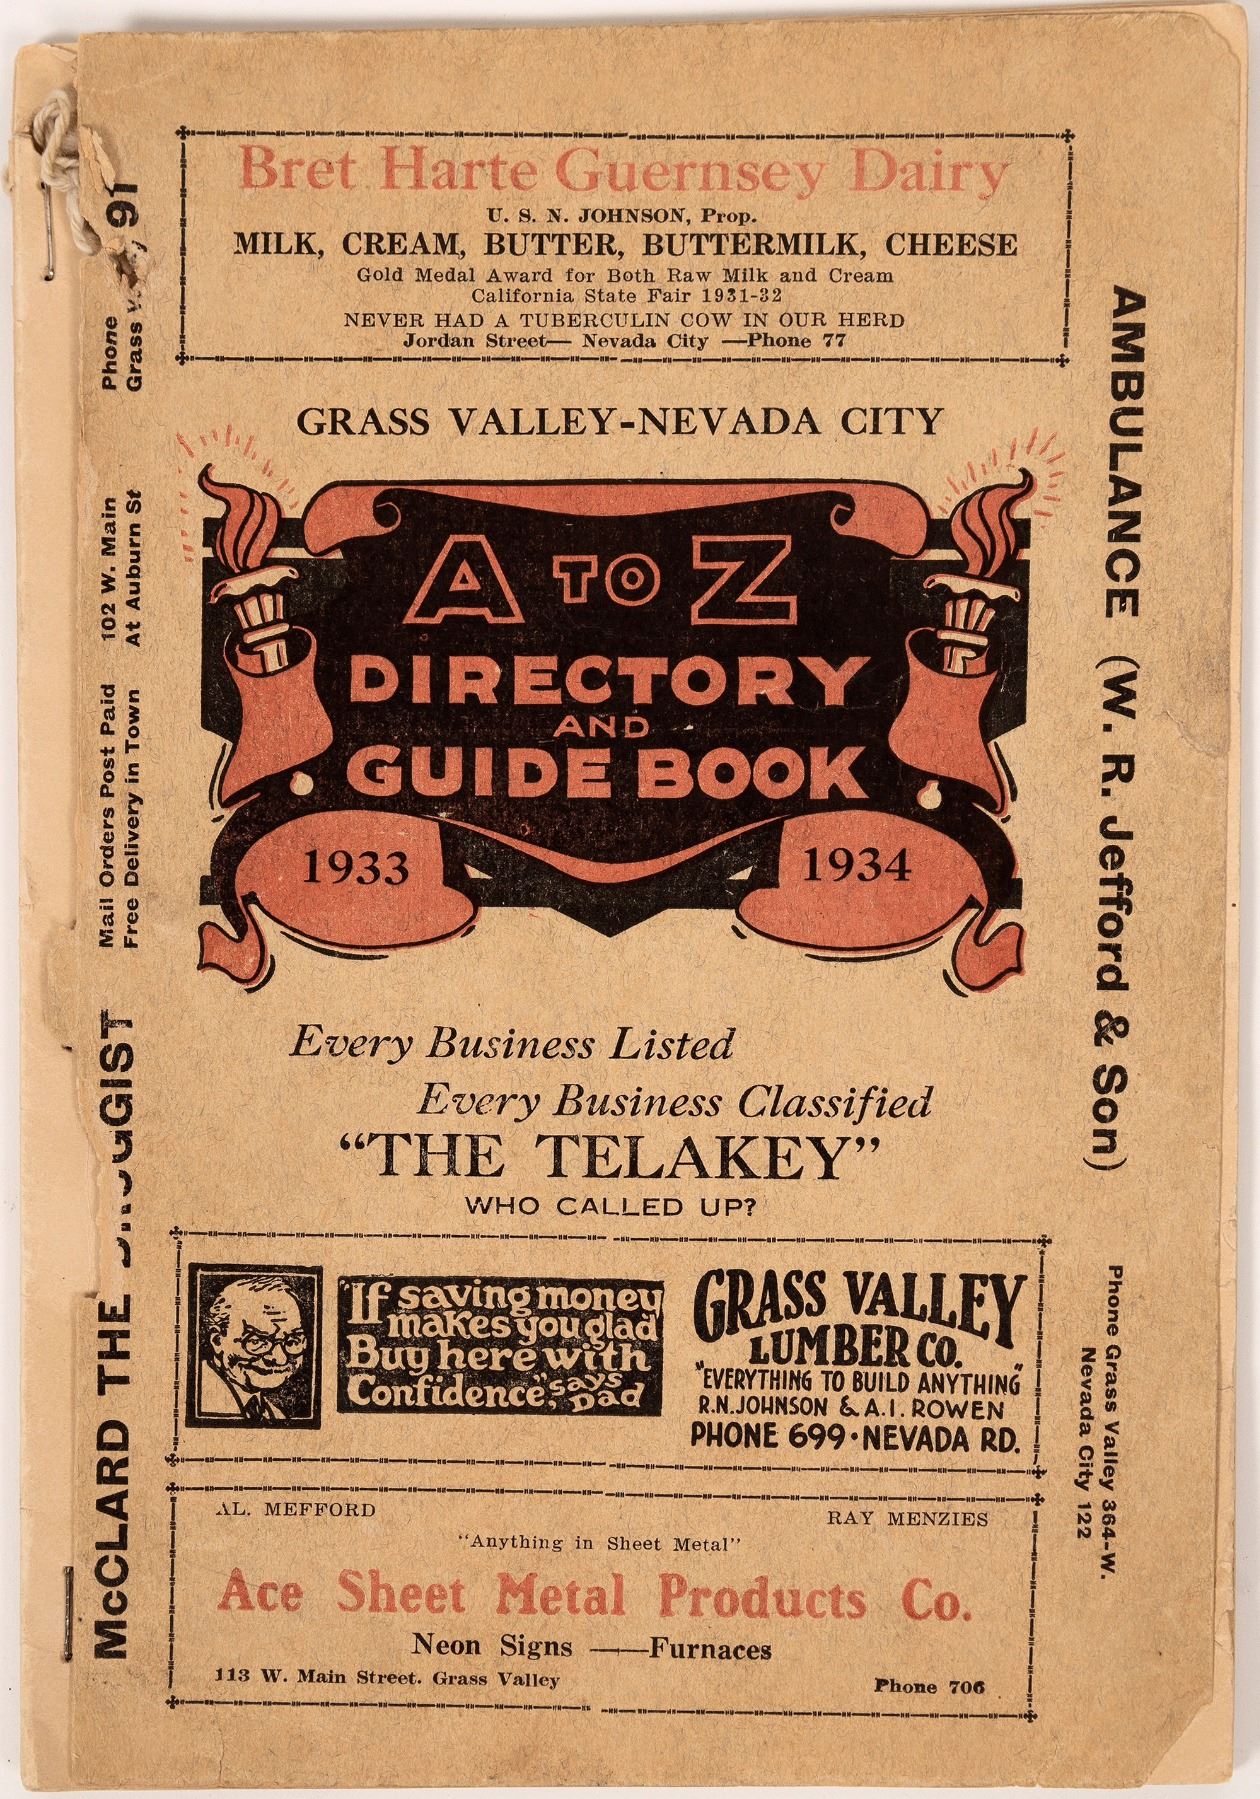 Bret Harte Guernsey Dairy
U. S. N. JOHNSON, Prop.
MILK, CREAM, BUTTER, BUTTERMILK, CHEESE
Gold Medal Award for Both Raw Milk and Cream
California State Fair 1931-32
NEVER HAD A TUBERCULIN COW IN OUR HERD
Jordan Street— Nevada City —Phone 77
GRASS VALLEY-NEVADA CITY
A TO Z
DIRECTORY
AND
GUIDE BOOK
1933 1934
Every Business Listed
Every Business Classified
“THE TELAKEY”
WHO CALLED UP?
"If saving money
makes you glad
Buy here with
Confidence," says
Dad
GRASS VALLEY
LUMBER CO.
"EVERYTHING TO BUILD ANYTHING"
R.N. JOHNSON & A.I. ROWEN
PHONE 699 · NEVADA RD.
AL. MEFFORD RAY MENZIES
"Anything in Sheet Metal"
Ace Sheet Metal Products Co.
Neon Signs ——Furnaces
113 W. Main Street. Grass Valley Phone 706
McCLARD THE
Mail Orders Post Paid 102 W. Main Phone
Free Delivery in Town At Auburn St Grass 91
AMBULANCE (W. R. Jefford & Son)
Phone Grass Valley 364-W.
Nevada City 122